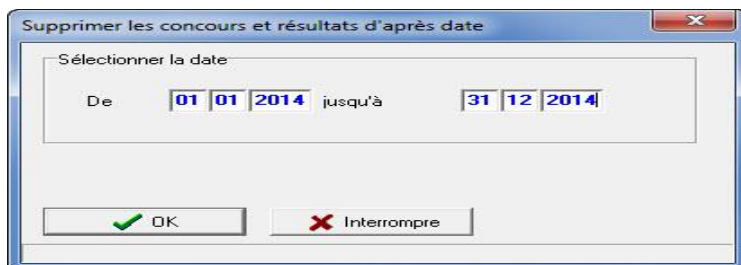 Supprimer les concours et résultats d'après date
Sélectionner la date
De 01 01 2014 jusqu'à 31 12 2014
OK Interrompre